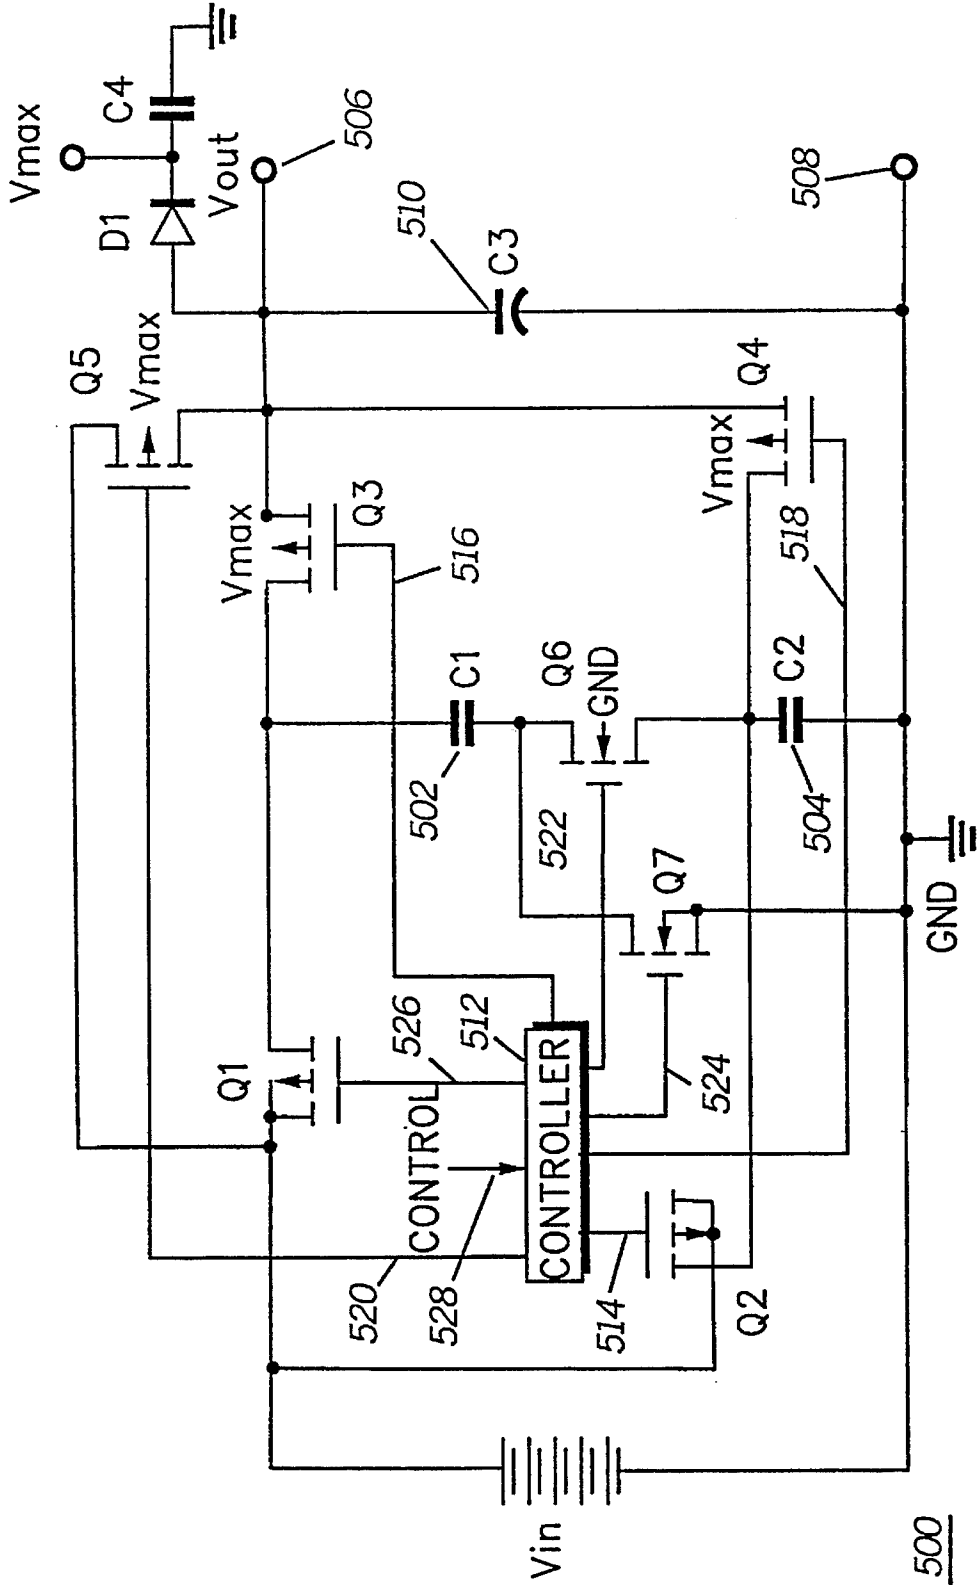 Vmax
C4
D1
Vout
506
Q5
Vmax
510
C3
508
Vmax
Q3
516
Vmax
Q4
518
C1
502
Q6
GND
522
C2
504
Q7
GND
Q1
526
512
524
CONTROL
CONTROLLER
520
528
514
Q2
Vin
500